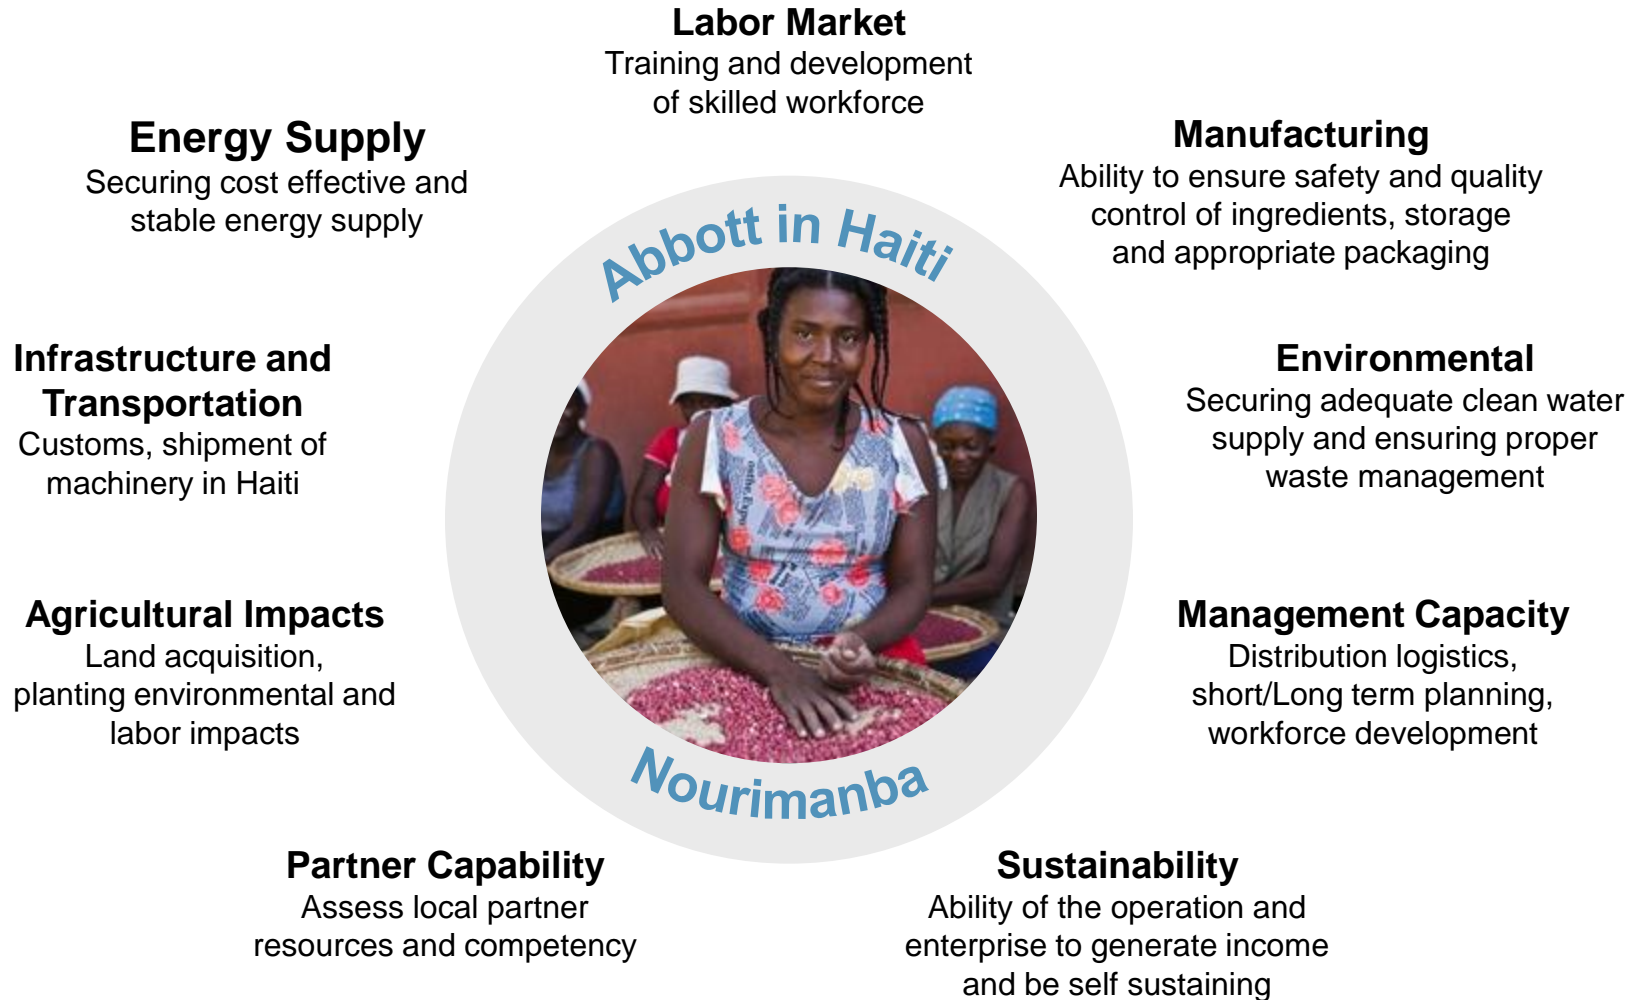 Labor Market
Training and development
of skilled workforce
Energy Supply
Securing cost effective and
stable energy supply
Manufacturing
Ability to ensure safety and quality
control of ingredients, storage
and appropriate packaging
Abbott in Haiti
Infrastructure and
Transportation
Customs, shipment of
machinery in Haiti
Environmental
Securing adequate clean water
supply and ensuring proper
waste management
Agricultural Impacts
Land acquisition,
planting environmental and
labor impacts
Management Capacity
Distribution logistics,
short/Long term planning,
workforce development
Nourimanba
Partner Capability
Assess local partner
resources and competency
Sustainability
Ability of the operation and
enterprise to generate income
and be self sustaining